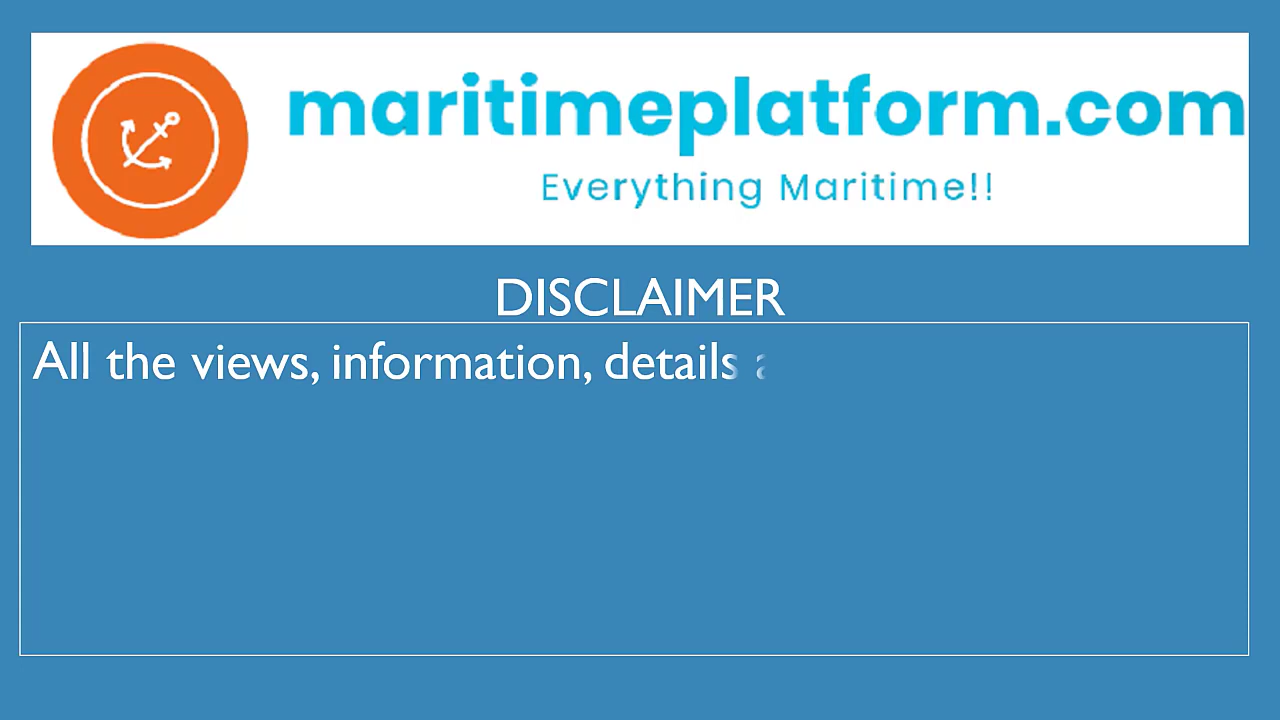 maritimeplatform.com
Everything Maritime!!
DISCLAIMER
All the views, information, details